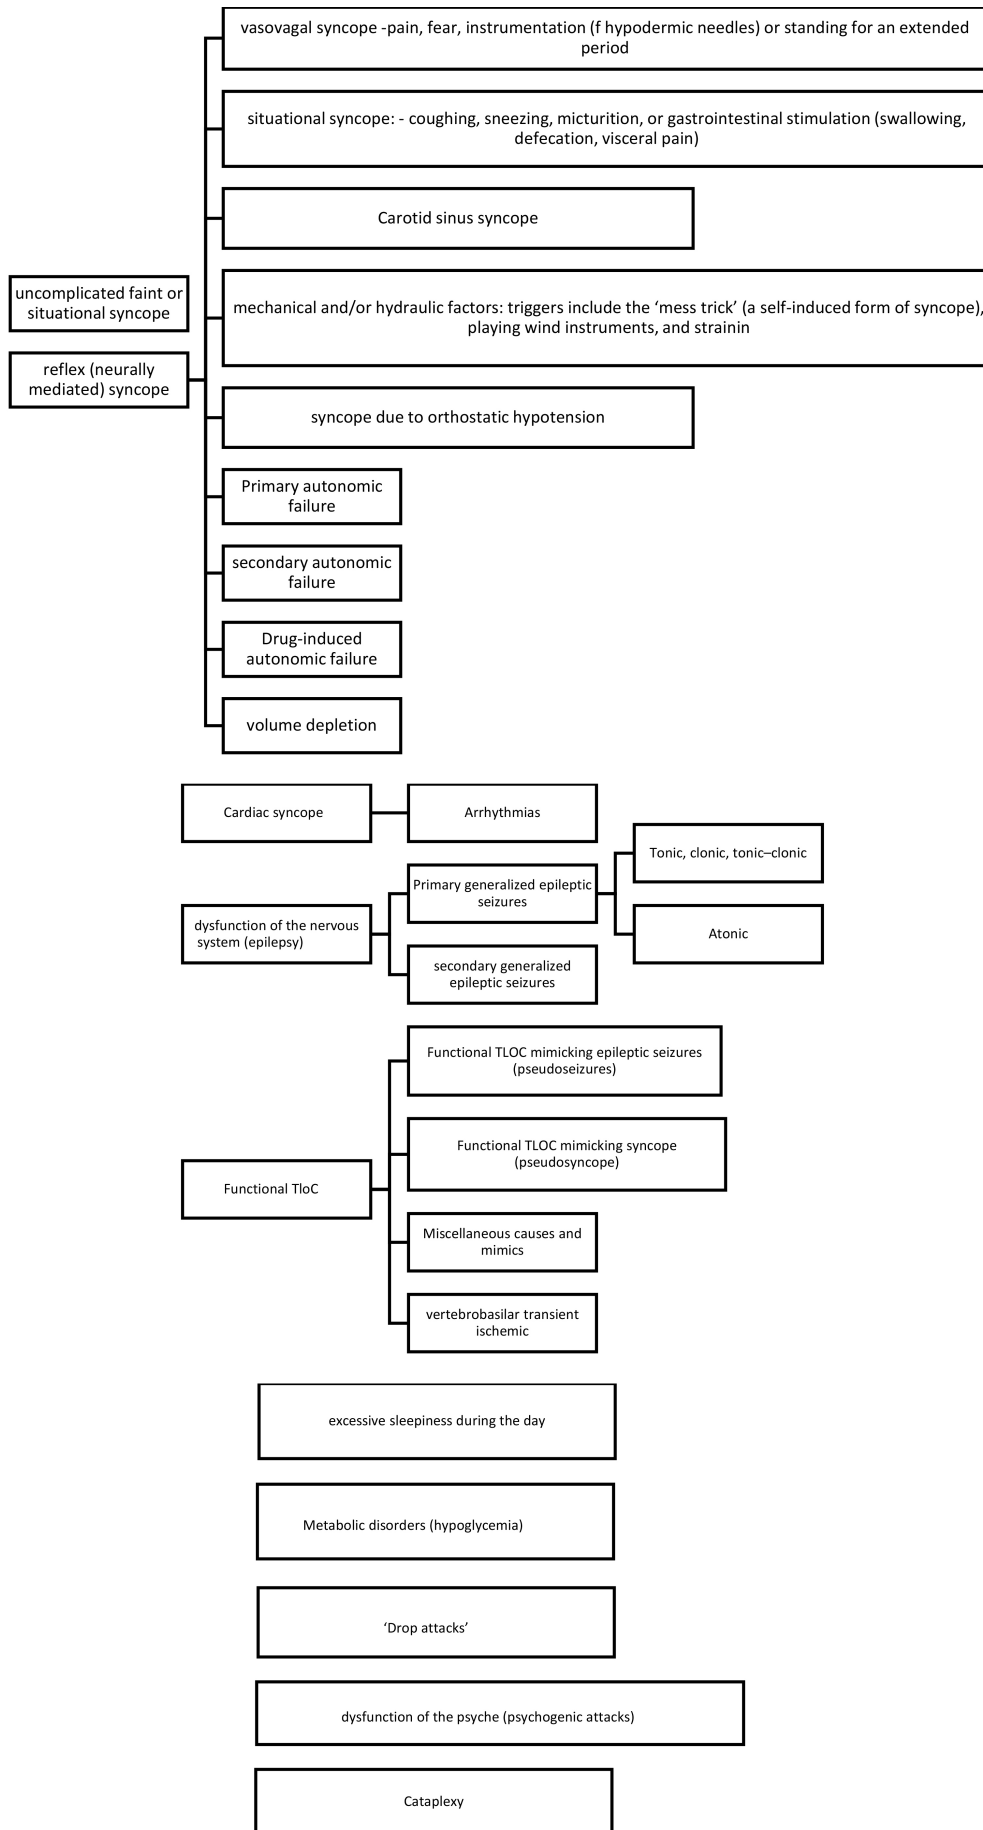 vasovagal syncope -pain, fear, instrumentation (f hypodermic needles) or standing for an extended
period
situational syncope: - coughing, sneezing, micturition, or gastrointestinal stimulation (swallowing,
defecation, visceral pain)
Carotid sinus syncope
uncomplicated faint or
situational syncope
mechanical and/or hydraulic factors: triggers include the ‘mess trick’ (a self-induced form of syncope),
playing wind instruments, and strainin
reflex (neurally
mediated) syncope
syncope due to orthostatic hypotension
Primary autonomic
failure
secondary autonomic
failure
Drug-induced
autonomic failure
volume depletion
Cardiac syncope
Arrhythmias
Tonic, clonic, tonic–clonic
Primary generalized epileptic
seizures
dysfunction of the nervous
system (epilepsy)
Atonic
secondary generalized
epileptic seizures
Functional TLOC mimicking epileptic seizures
(pseudoseizures)
Functional TLOC mimicking syncope
(pseudosyncope)
Functional TloC
Miscellaneous causes and
mimics
vertebrobasilar transient
ischemic
excessive sleepiness during the day
Metabolic disorders (hypoglycemia)
‘Drop attacks’
dysfunction of the psyche (psychogenic attacks)
Cataplexy